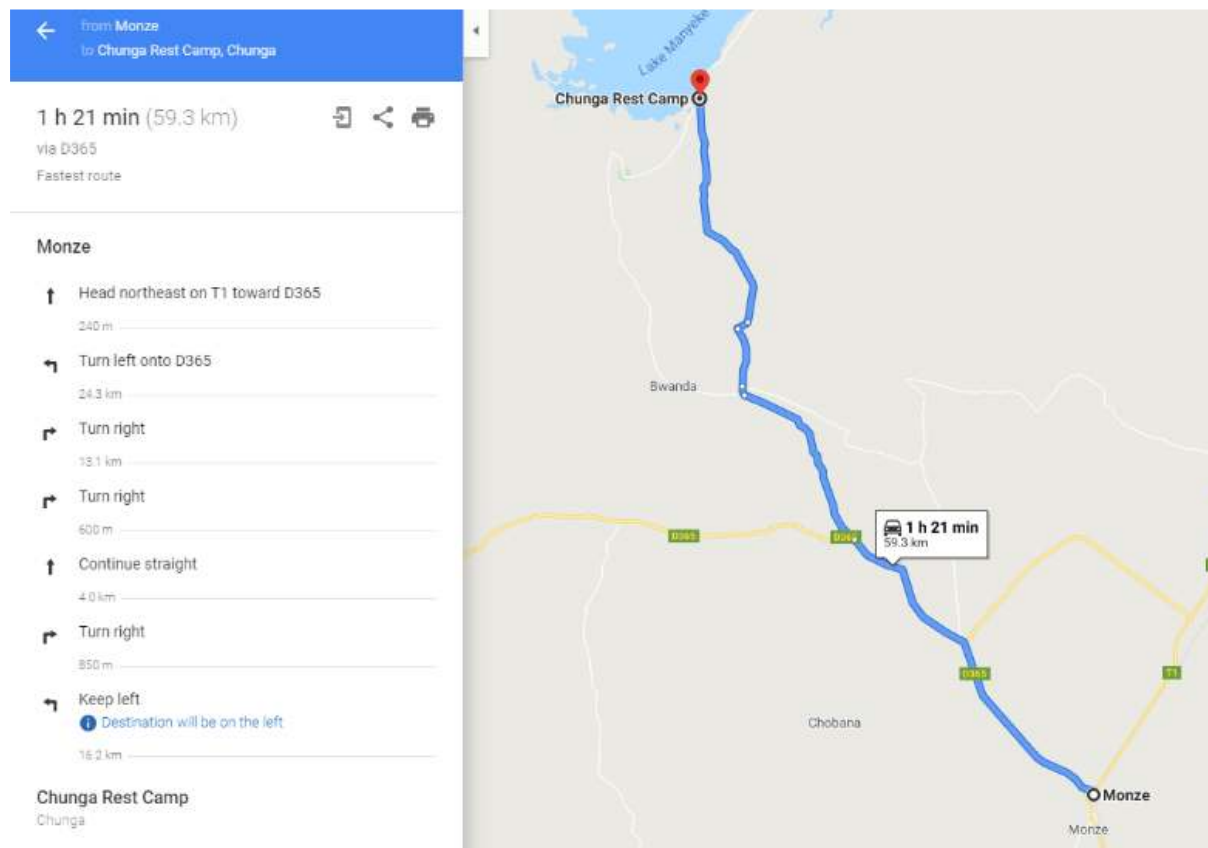 from Monze
to Chunga Rest Camp, Chunga
1 h 21 min (59.3 km)
via D365
Fastest route
Monze
Head northeast on T1 toward D365
240 m
Turn left onto D365
24.3 km
Turn right
13.1 km
Turn right
600 m
Continue straight
4.0 km
Turn right
850 m
Keep left
Destination will be on the left
16.2 km
Chunga Rest Camp
Chunga
Lake Manyeke
Chunga Rest Camp
Bwanda
D365
D365
1 h 21 min
59.3 km
D365
T1
Chobana
Monze
Monze